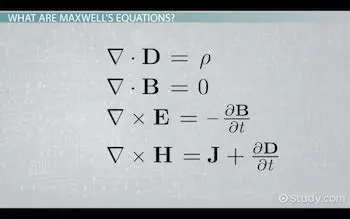 WHAT ARE MAXWELL'S EQUATIONS?
∇ · D = ρ
∇ · B = 0
∇ × E = - ∂B/∂t
∇ × H = J + ∂D/∂t
Study.com